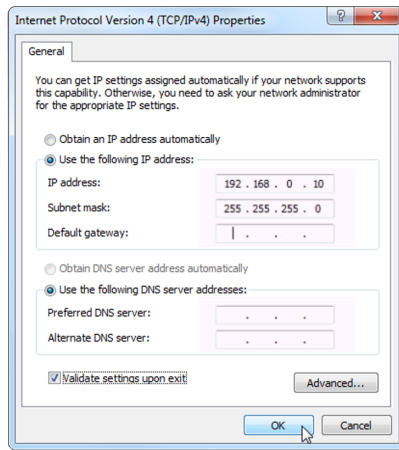 Internet Protocol Version 4 (TCP/IPv4) Properties
General
You can get IP settings assigned automatically if your network supports
this capability. Otherwise, you need to ask your network administrator
for the appropriate IP settings.
Obtain an IP address automatically
Use the following IP address:
IP address: 192 . 168 . 0 . 10
Subnet mask: 255 . 255 . 255 . 0
Default gateway: . . .
Obtain DNS server address automatically
Use the following DNS server addresses:
Preferred DNS server: . . .
Alternate DNS server: . . .
Validate settings upon exit
Advanced...
OK Cancel